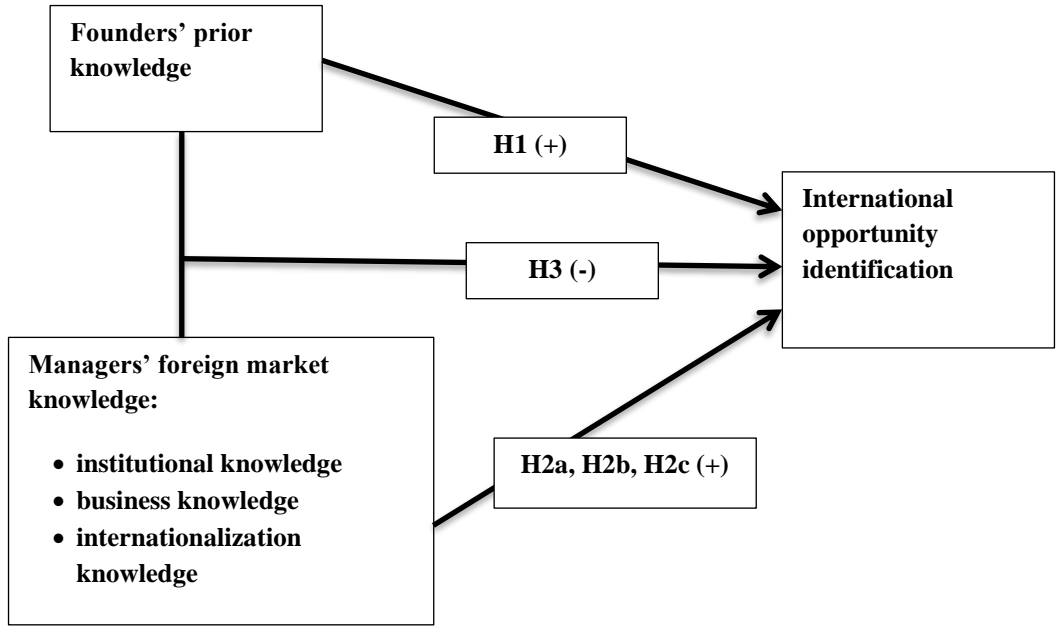 Founders’ prior
knowledge
H1 (+)
International
opportunity
identification
H3 (-)
Managers’ foreign market
knowledge:
• institutional knowledge
• business knowledge
• internationalization
knowledge
H2a, H2b, H2c (+)